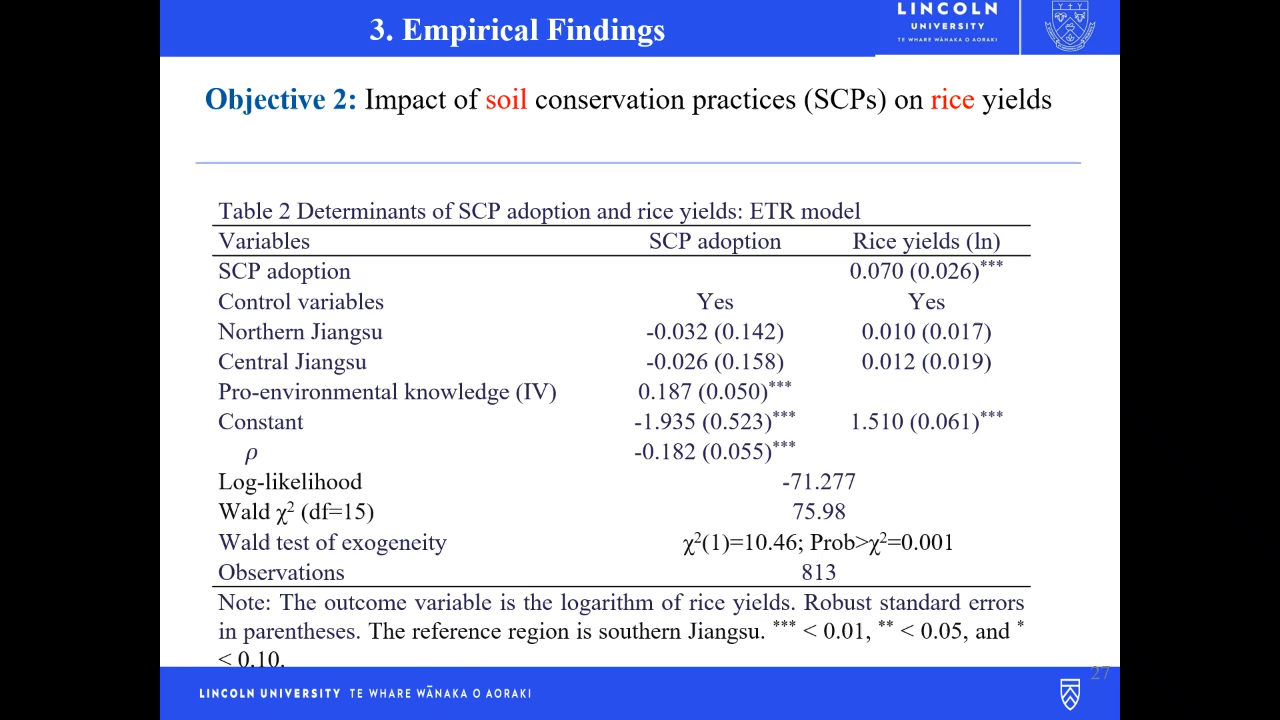 3. Empirical Findings
LINCOLN
UNIVERSITY
TE WHARE WĀNAKA O AORAKI
Objective 2: Impact of soil conservation practices (SCPs) on rice yields
Table 2 Determinants of SCP adoption and rice yields: ETR model
Variables SCP adoption Rice yields (ln)
SCP adoption 0.070 (0.026)***
Control variables Yes Yes
Northern Jiangsu -0.032 (0.142) 0.010 (0.017)
Central Jiangsu -0.026 (0.158) 0.012 (0.019)
Pro-environmental knowledge (IV) 0.187 (0.050)***
Constant -1.935 (0.523)*** 1.510 (0.061)***
ρ -0.182 (0.055)***
Log-likelihood -71.277
Wald χ² (df=15) 75.98
Wald test of exogeneity χ²(1)=10.46; Prob>χ²=0.001
Observations 813
Note: The outcome variable is the logarithm of rice yields. Robust standard errors
in parentheses. The reference region is southern Jiangsu. *** < 0.01, ** < 0.05, and *
< 0.10.
27
LINCOLN UNIVERSITY TE WHARE WĀNAKA O AORAKI